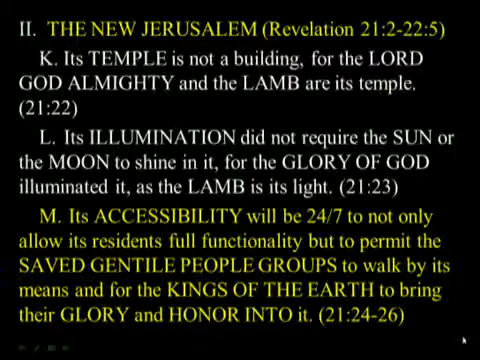 II. THE NEW JERUSALEM (Revelation 21:2-22:5)
K. Its TEMPLE is not a building, for the LORD
GOD ALMIGHTY and the LAMB are its temple.
(21:22)
L. Its ILLUMINATION did not require the SUN or
the MOON to shine in it, for the GLORY OF GOD
illuminated it, as the LAMB is its light. (21:23)
M. Its ACCESSIBILITY will be 24/7 to not only
allow its residents full functionality but to permit the
SAVED GENTILE PEOPLE GROUPS to walk by its
means and for the KINGS OF THE EARTH to bring
their GLORY and HONOR INTO it. (21:24-26)